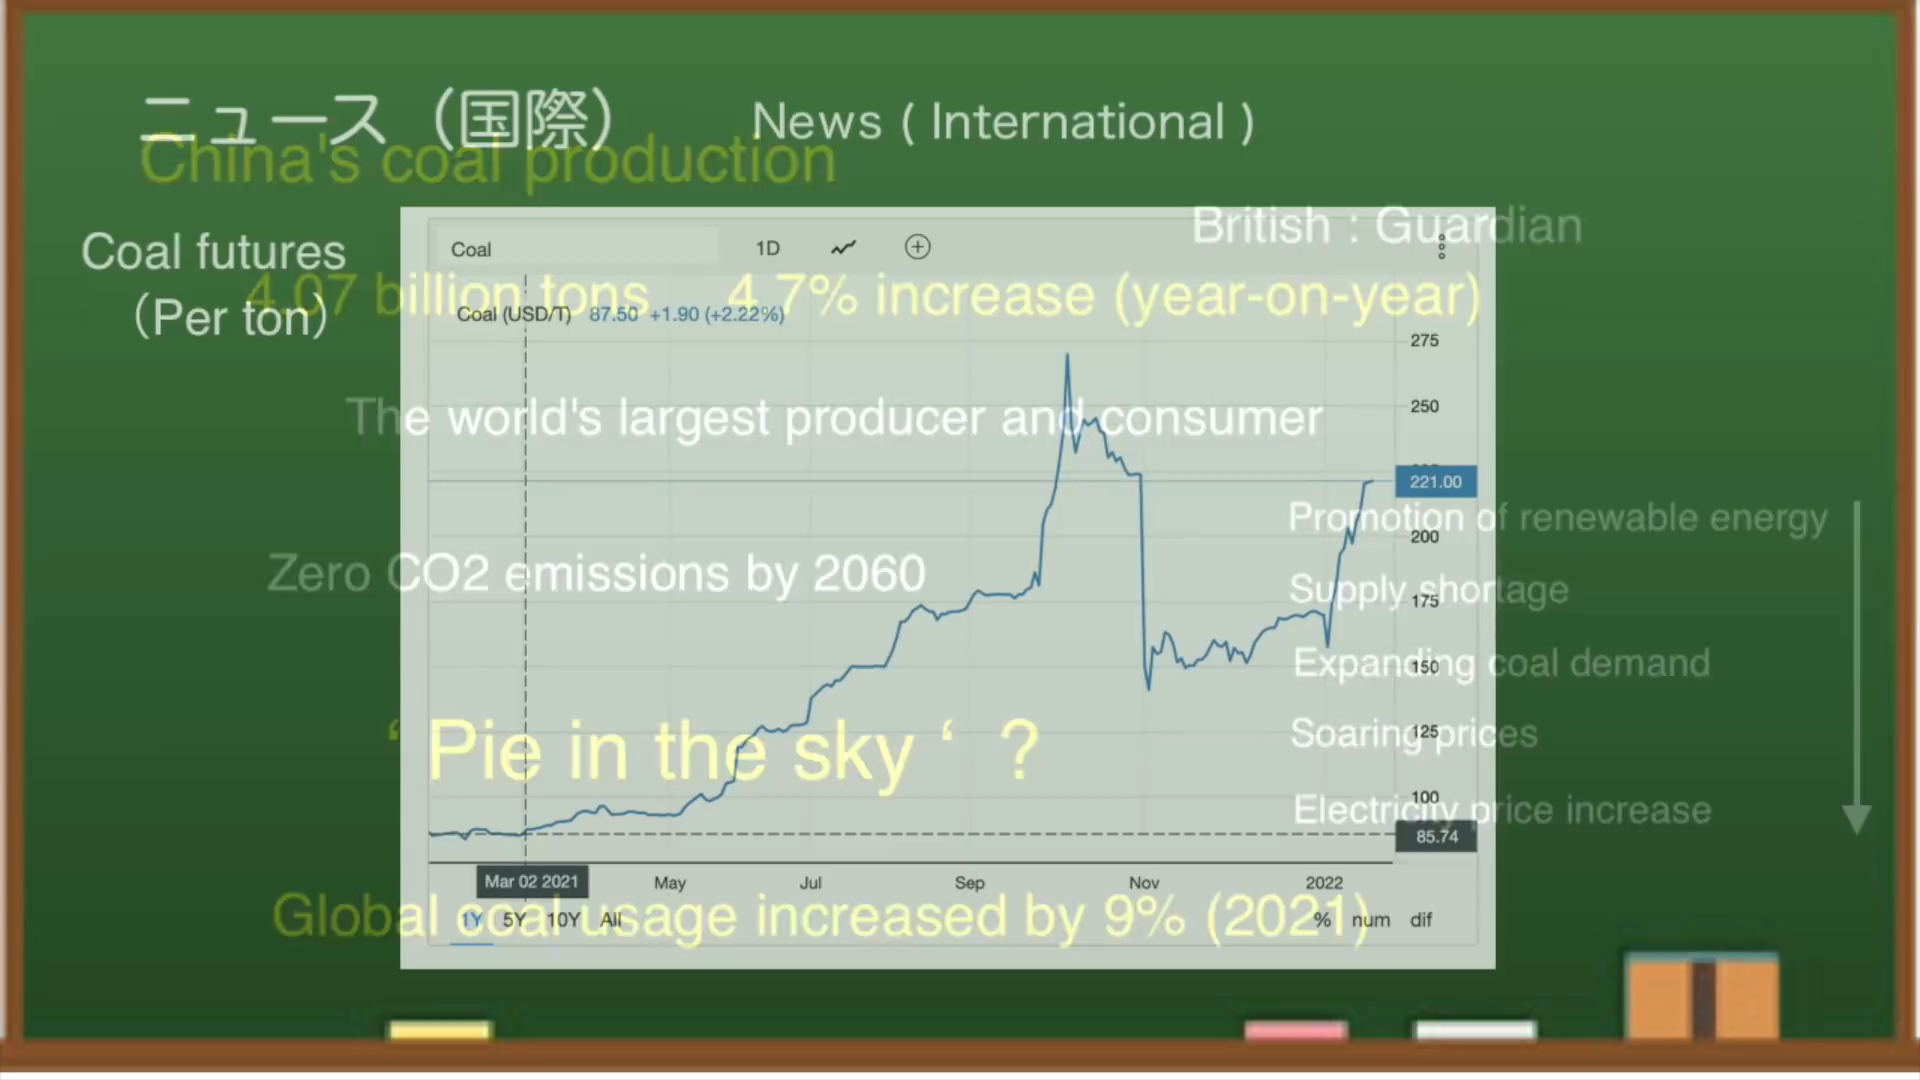 ニュース（国際） News ( International )
China's coal production
Coal futures
（Per ton）
British : Guardian
4.07 billion tons 4.7% increase (year-on-year)
Coal 1D
Coal (USD/T) 87.50 +1.90 (+2.22%)
275
The world's largest producer and consumer
250
221.00
Promotion of renewable energy
200
Zero CO2 emissions by 2060
Supply shortage
175
Expanding coal demand
150
‘ Pie in the sky ‘ ?
Soaring prices
125
100
Electricity price increase
85.74
Mar 02 2021 May Jul Sep Nov 2022
Global coal usage increased by 9% (2021)
1Y 5Y 10Y All % num dif